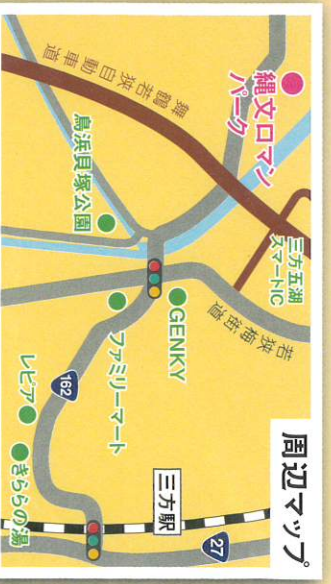 周辺マップ
縄文ロマン
パーク
舞鶴若狭自動車道
三方五湖
スマートIC
若狭梅街道
鳥浜貝塚公園
GENKY
ファミリーマート
三方駅
27
162
レピア
きららの湯